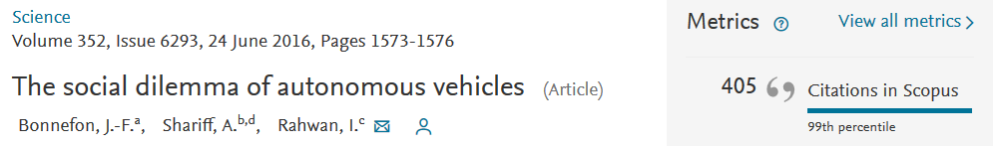 Science
Volume 352, Issue 6293, 24 June 2016, Pages 1573-1576
The social dilemma of autonomous vehicles (Article)
Bonnefon, J.-F.a, Shariff, A.b,d, Rahwan, I.c
Metrics ? View all metrics >
405 Citations in Scopus
99th percentile